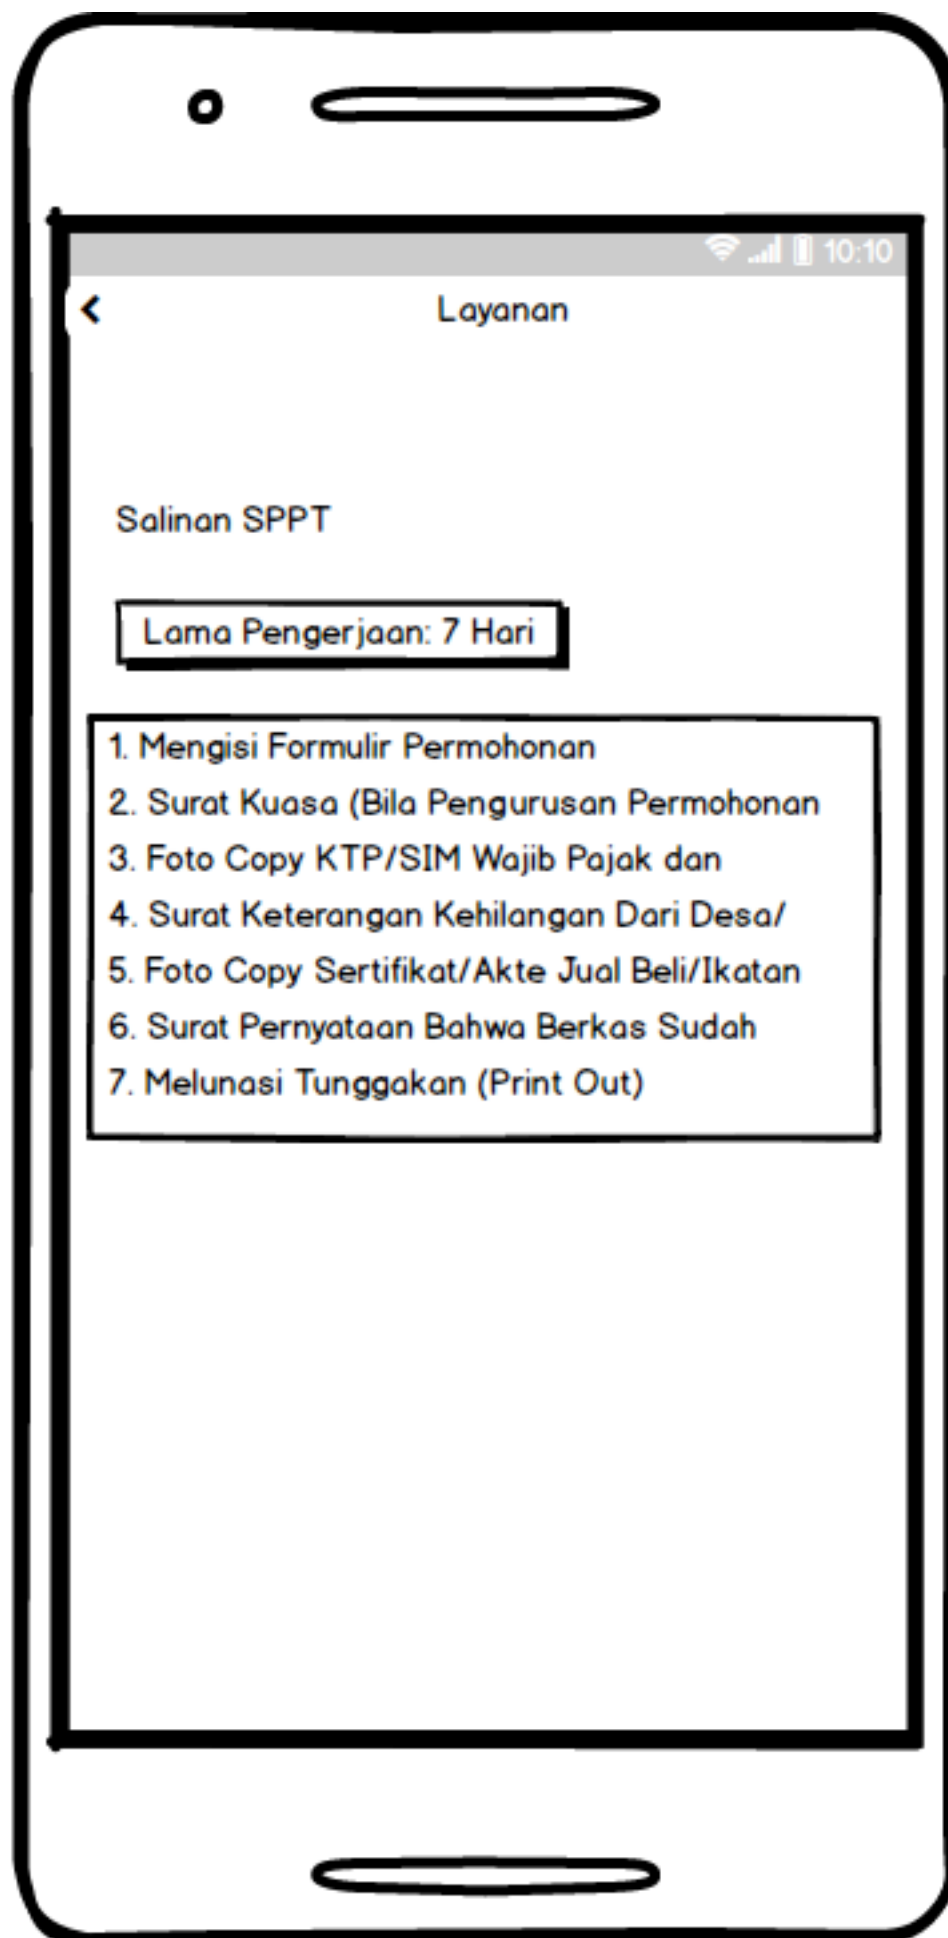 10:10
Layanan
Salinan SPPT
Lama Pengerjaan: 7 Hari
1. Mengisi Formulir Permohonan
2. Surat Kuasa (Bila Pengurusan Permohonan
3. Foto Copy KTP/SIM Wajib Pajak dan
4. Surat Keterangan Kehilangan Dari Desa/
5. Foto Copy Sertifikat/Akte Jual Beli/Ikatan
6. Surat Pernyataan Bahwa Berkas Sudah
7. Melunasi Tunggakan (Print Out)